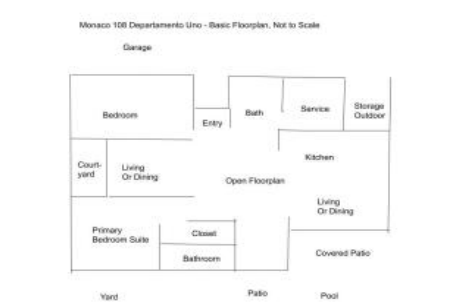 Monaco 108 Departamento Uno - Basic Floorplan, Not to Scale
Garage
Bedroom
Entry
Bath
Service
Storage
Outdoor
Court-
yard
Living
Or Dining
Kitchen
Open Floorplan
Living
Or Dining
Primary
Bedroom Suite
Closet
Bathroom
Covered Patio
Yard
Patio
Pool